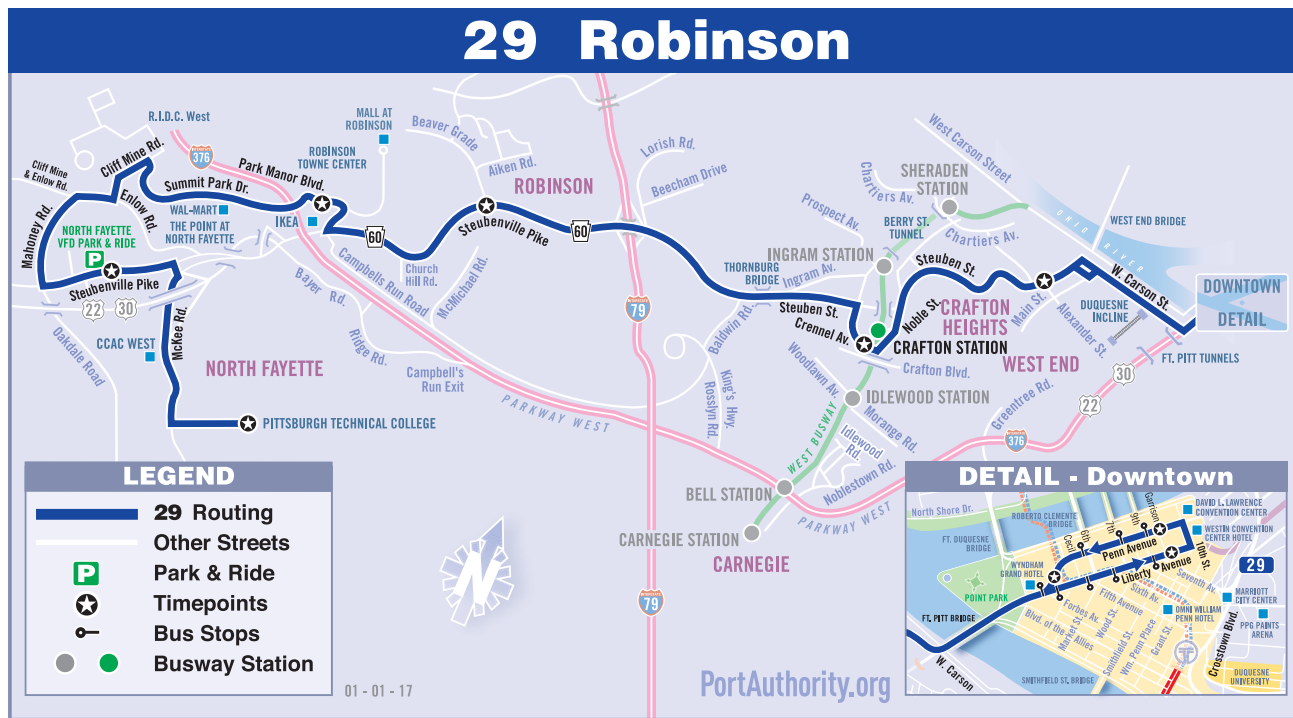 29 Robinson
R.I.D.C. West
376
Cliff Mine Rd.
Cliff Mine
& Enlow Rd.
Enlow Rd.
Mahoney Rd.
Park Manor Blvd.
Summit Park Dr.
WAL-MART
THE POINT AT
NORTH FAYETTE
NORTH FAYETTE
VFD PARK & RIDE
P
Steubenville Pike
22
30
Oakdale Road
CCAC WEST
McKee Rd.
NORTH FAYETTE
PITTSBURGH TECHNICAL COLLEGE
MALL AT
ROBINSON
ROBINSON
TOWNE CENTER
IKEA
60
Beaver Grade
Aiken Rd.
ROBINSON
Steubenville Pike
60
Church
Hill Rd.
McMichael Rd.
Campbells Run Road
Bayer Rd.
Ridge Rd.
Campbell's
Run Exit
PARKWAY WEST
Lorish Rd.
Beecham Drive
79
79
THORNBURG
BRIDGE
Ingram Av.
Baldwin Rd.
King's Hwy.
Rosslyn Rd.
Steuben St.
Crennel Av.
Prospect Av.
Chartiers Av.
SHERADEN
STATION
BERRY ST.
TUNNEL
INGRAM STATION
Chartiers Av.
West Carson Street
OHIO RIVER
WEST END BRIDGE
Steuben St.
Noble St.
CRAFTON
HEIGHTS
CRAFTON STATION
Crafton Blvd.
Main St.
Alexander St.
WEST END
W. Carson St.
DUQUESNE
INCLINE
DOWNTOWN
DETAIL
FT. PITT TUNNELS
30
22
376
Greentree Rd.
Woodlawn Av.
IDLEWOOD STATION
Morange Rd.
Idlewood
Rd.
Noblestown Rd.
WEST BUSWAY
BELL STATION
PARKWAY WEST
CARNEGIE STATION
CARNEGIE
LEGEND
29 Routing
Other Streets
P Park & Ride
Timepoints
Bus Stops
Busway Station
01 - 01 - 17
N
PortAuthority.org
DETAIL - Downtown
North Shore Dr.
ROBERTO CLEMENTE
BRIDGE
FT. DUQUESNE
BRIDGE
WYNDHAM
GRAND HOTEL
POINT PARK
FT. PITT BRIDGE
W. Carson
Cecil
6th
7th
9th
Garrison
Penn Avenue
Liberty Avenue
10th St.
DAVID L. LAWRENCE
CONVENTION CENTER
WESTIN CONVENTION
CENTER HOTEL
29
Seventh Av.
Sixth Av.
Fifth Avenue
Forbes Av.
Blvd. of the Allies
Market St.
Wood St.
Smithfield St.
Wm. Penn Place
Grant St.
OMNI WILLIAM
PENN HOTEL
MARRIOTT
CITY CENTER
PPG PAINTS
ARENA
Crosstown Blvd.
T
SMITHFIELD ST. BRIDGE
DUQUESNE
UNIVERSITY